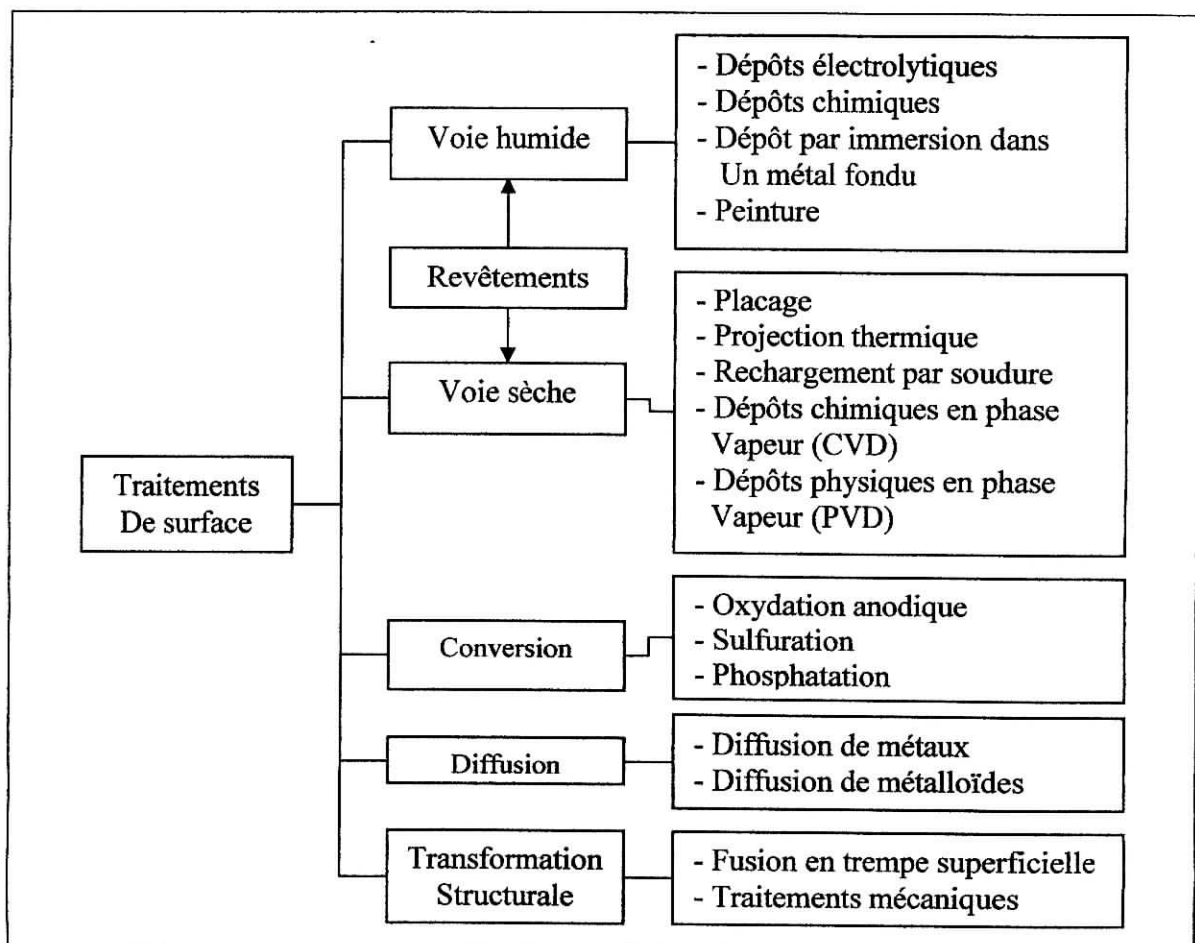 - Dépôts électrolytiques
- Dépôts chimiques
- Dépôt par immersion dans
Un métal fondu
- Peinture
Voie humide
Revêtements
Voie sèche
- Placage
- Projection thermique
- Rechargement par soudure
- Dépôts chimiques en phase
Vapeur (CVD)
- Dépôts physiques en phase
Vapeur (PVD)
Traitements
De surface
Conversion
- Oxydation anodique
- Sulfuration
- Phosphatation
Diffusion
- Diffusion de métaux
- Diffusion de métalloïdes
Transformation
Structurale
- Fusion en trempe superficielle
- Traitements mécaniques